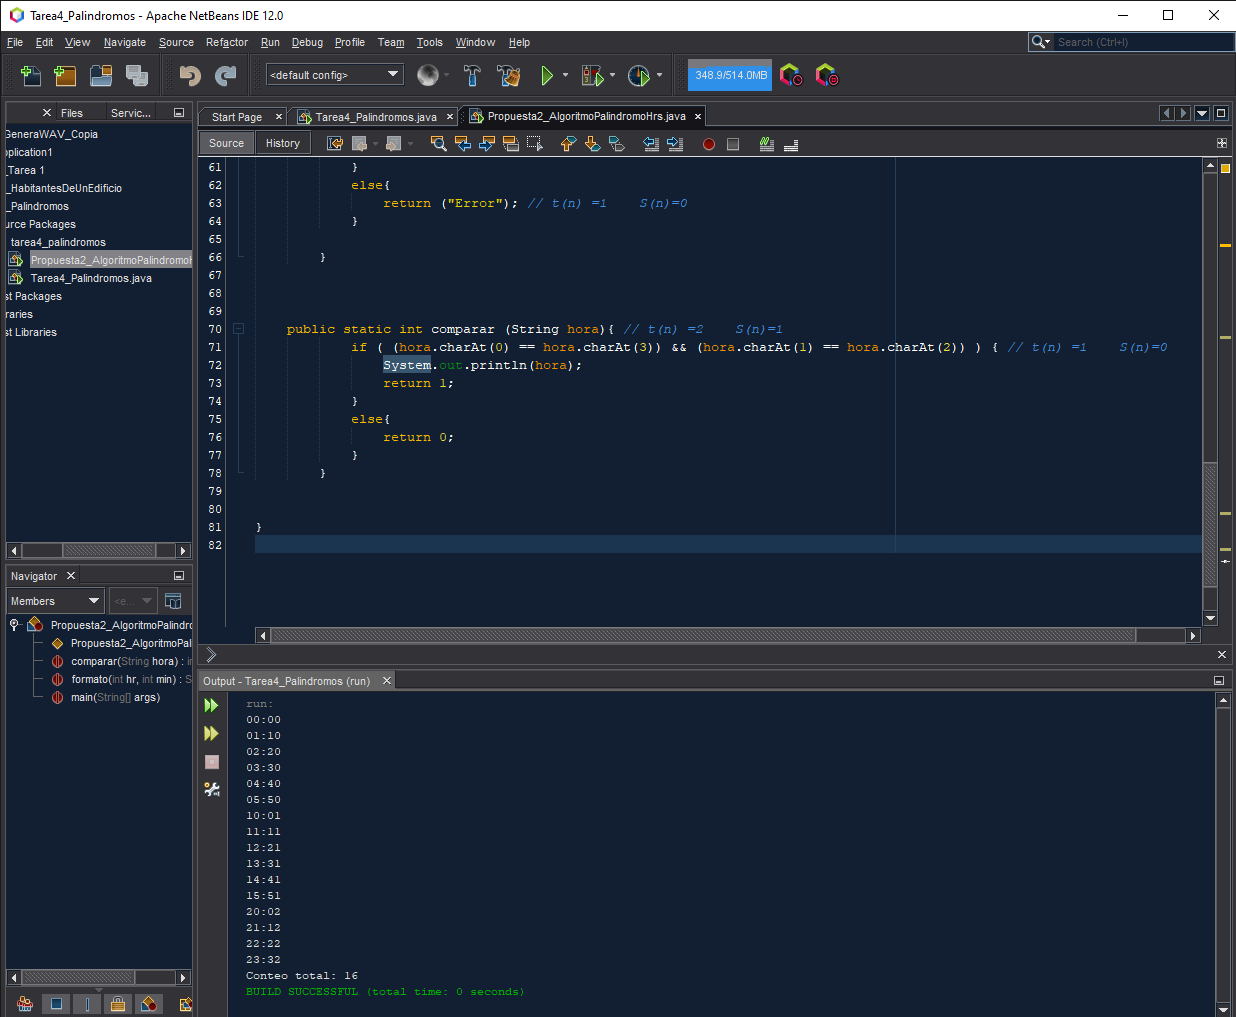 Tarea4_Palindromos - Apache NetBeans IDE 12.0
File Edit View Navigate Source Refactor Run Debug Profile Team Tools Window Help
Search (Ctrl+I)
<default config>
348.9/514.0MB
Files Servic...
GeneraWAV_Copia
plication1
_Tarea 1
_HabitantesDeUnEdificio
_Palindromos
urce Packages
tarea4_palindromos
Propuesta2_AlgoritmoPalindromoH
Tarea4_Palindromos.java
st Packages
raries
st Libraries
Start Page Tarea4_Palindromos.java Propuesta2_AlgoritmoPalindromoHrs.java
Source History
61 }
62 else{
63 return ("Error"); // t(n) =1 S(n)=0
64 }
65
66 }
67
68
69
70 public static int comparar (String hora){ // t(n) =2 S(n)=1
71 if ( (hora.charAt(0) == hora.charAt(3)) && (hora.charAt(1) == hora.charAt(2)) ) { // t(n) =1 S(n)=0
72 System.out.println(hora);
73 return 1;
74 }
75 else{
76 return 0;
77 }
78 }
79
80
81 }
82
Navigator
Members <e...
Propuesta2_AlgoritmoPalindro
Propuesta2_AlgoritmoPal
comparar(String hora) : in
formato(int hr, int min) : S
main(String[] args)
Output - Tarea4_Palindromos (run)
run:
00:00
01:10
02:20
03:30
04:40
05:50
10:01
11:11
12:21
13:31
14:41
15:51
20:02
21:12
22:22
23:32
Conteo total: 16
BUILD SUCCESSFUL (total time: 0 seconds)